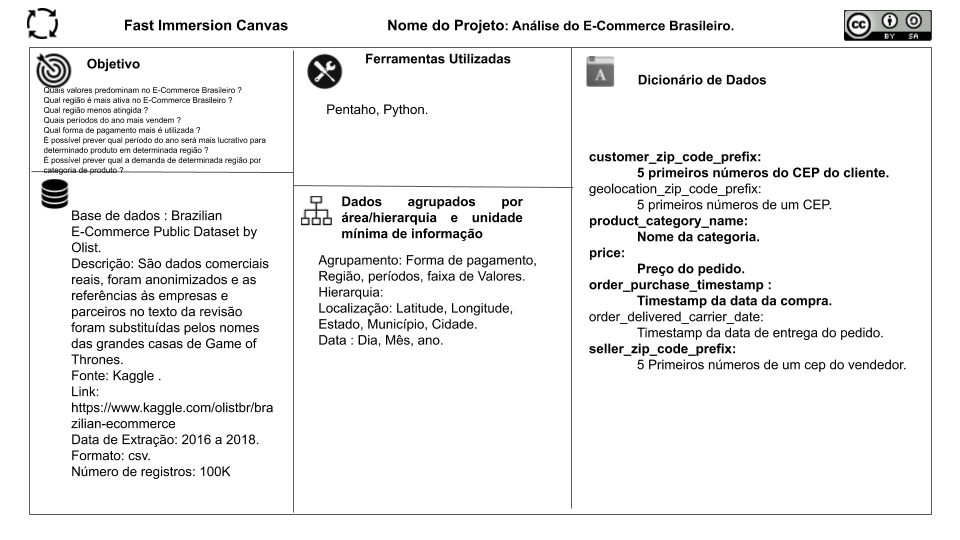 Fast Immersion Canvas
Nome do Projeto: Análise do E-Commerce Brasileiro.
CC BY SA
Objetivo
Quais valores predominam no E-Commerce Brasileiro ?
Qual região é mais ativa no E-Commerce Brasileiro ?
Qual região menos atingida ?
Quais períodos do ano mais vendem ?
Qual forma de pagamento mais é utilizada ?
É possível prever qual período do ano será mais lucrativo para
determinado produto em determinada região ?
É possível prever qual a demanda de determinada região por
categoria de produto ?
Base de dados : Brazilian
E-Commerce Public Dataset by
Olist.
Descrição: São dados comerciais
reais, foram anonimizados e as
referências às empresas e
parceiros no texto da revisão
foram substituídas pelos nomes
das grandes casas de Game of
Thrones.
Fonte: Kaggle .
Link:
https://www.kaggle.com/olistbr/bra
zilian-ecommerce
Data de Extração: 2016 a 2018.
Formato: csv.
Número de registros: 100K
Ferramentas Utilizadas
Pentaho, Python.
Dados agrupados por
área/hierarquia e unidade
mínima de informação
Agrupamento: Forma de pagamento,
Região, períodos, faixa de Valores.
Hierarquia:
Localização: Latitude, Longitude,
Estado, Município, Cidade.
Data : Dia, Mês, ano.
A
Dicionário de Dados
customer_zip_code_prefix:
5 primeiros números do CEP do cliente.
geolocation_zip_code_prefix:
5 primeiros números de um CEP.
product_category_name:
Nome da categoria.
price:
Preço do pedido.
order_purchase_timestamp :
Timestamp da data da compra.
order_delivered_carrier_date:
Timestamp da data de entrega do pedido.
seller_zip_code_prefix:
5 Primeiros números de um cep do vendedor.